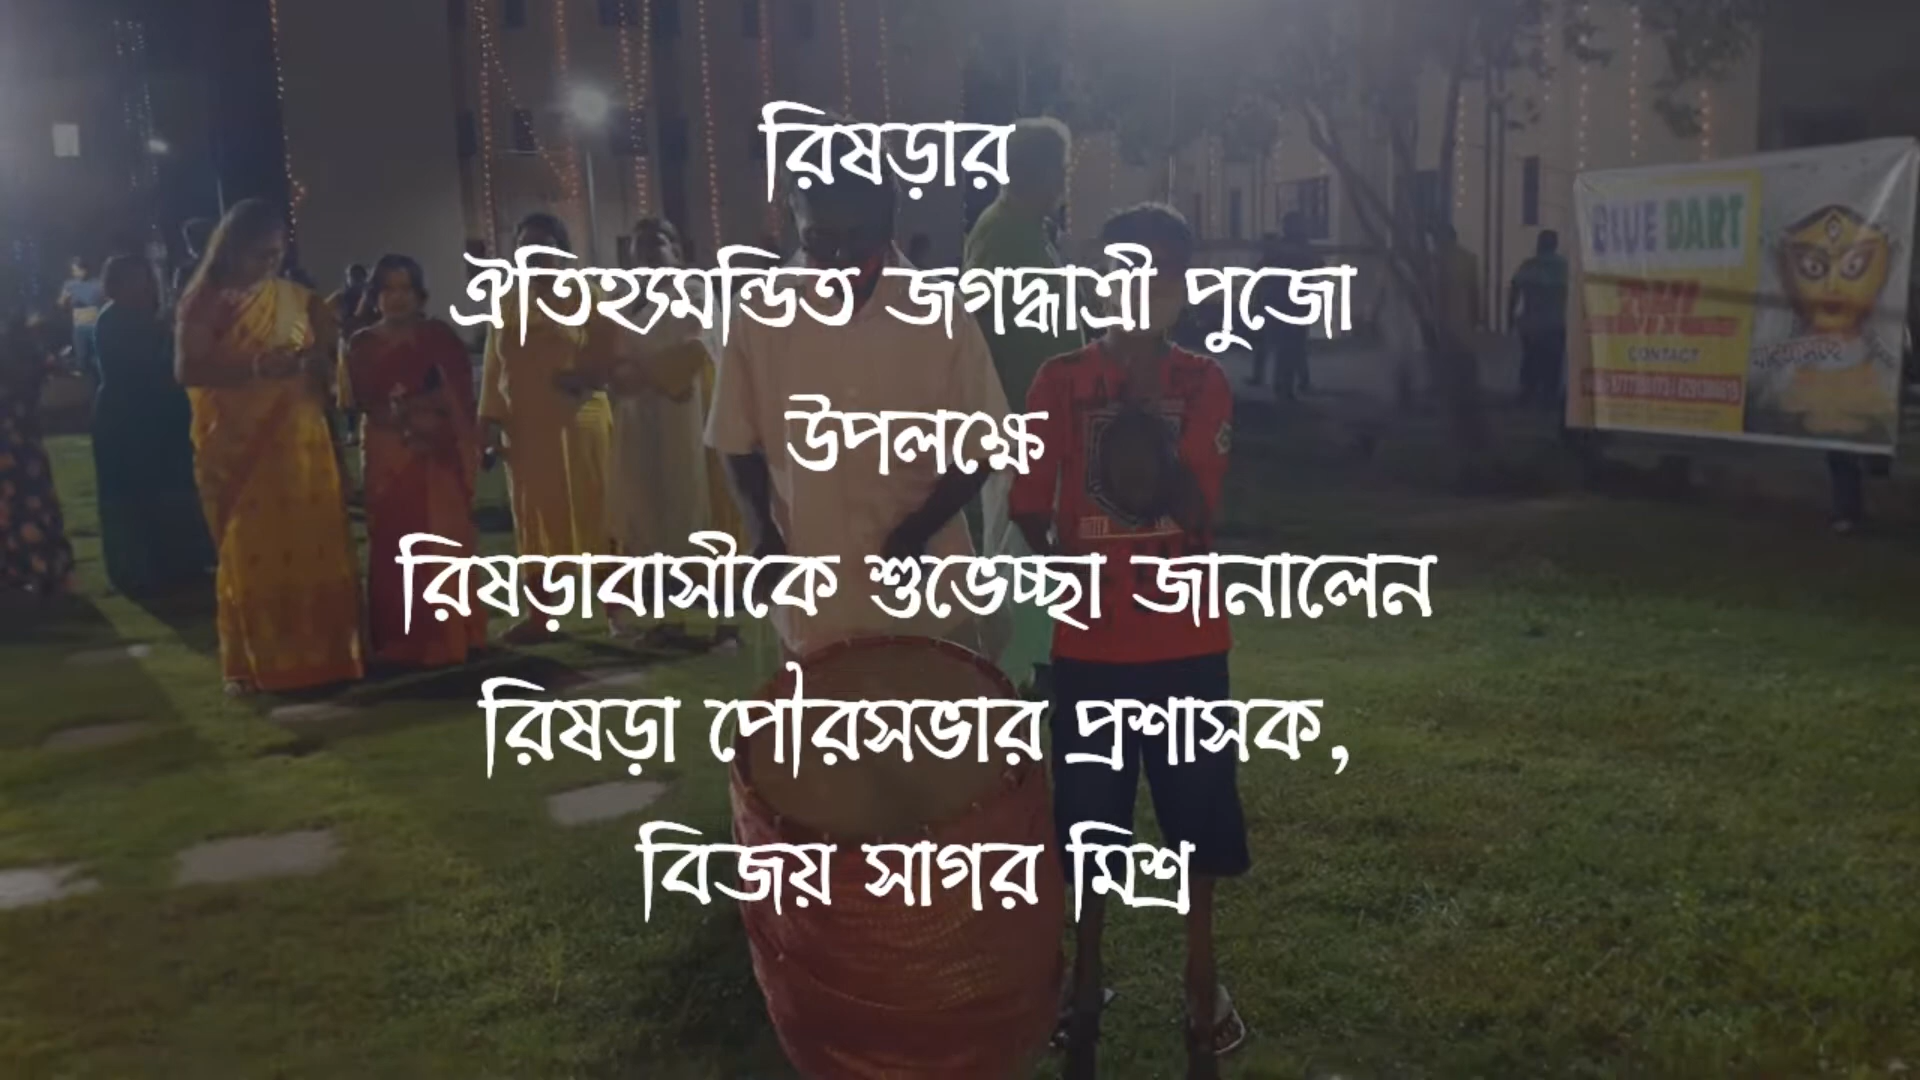 রিষড়ার
ঐতিহ্যমন্ডিত জগদ্ধাত্রী পুজো
উপলক্ষে
রিষড়াবাসীকে শুভেচ্ছা জানালেন
রিষড়া পৌরসভার প্রশাসক,
বিজয় সাগর মিশ্র
BLUE DART
CONTACT